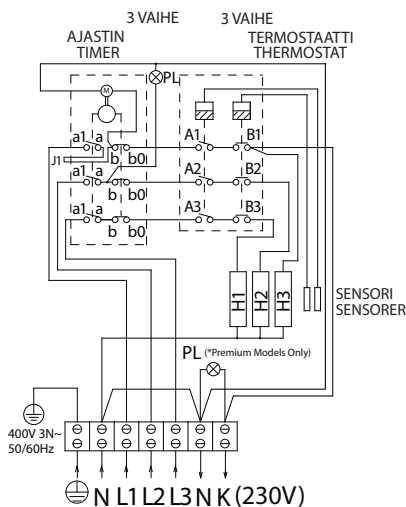 3 VAIHE 3 VAIHE
AJASTIN
TIMER
TERMOSTAATTI
THERMOSTAT
PL
M
a1 a A1 B1
J1 b b0
a1 a A2 B2
b b0
a1 a A3 B3
b b0
H1 H2 H3
SENSORI
SENSORER
PL (*Premium Models Only)
400V 3N~
50/60Hz
N L1 L2 L3 N K (230V)